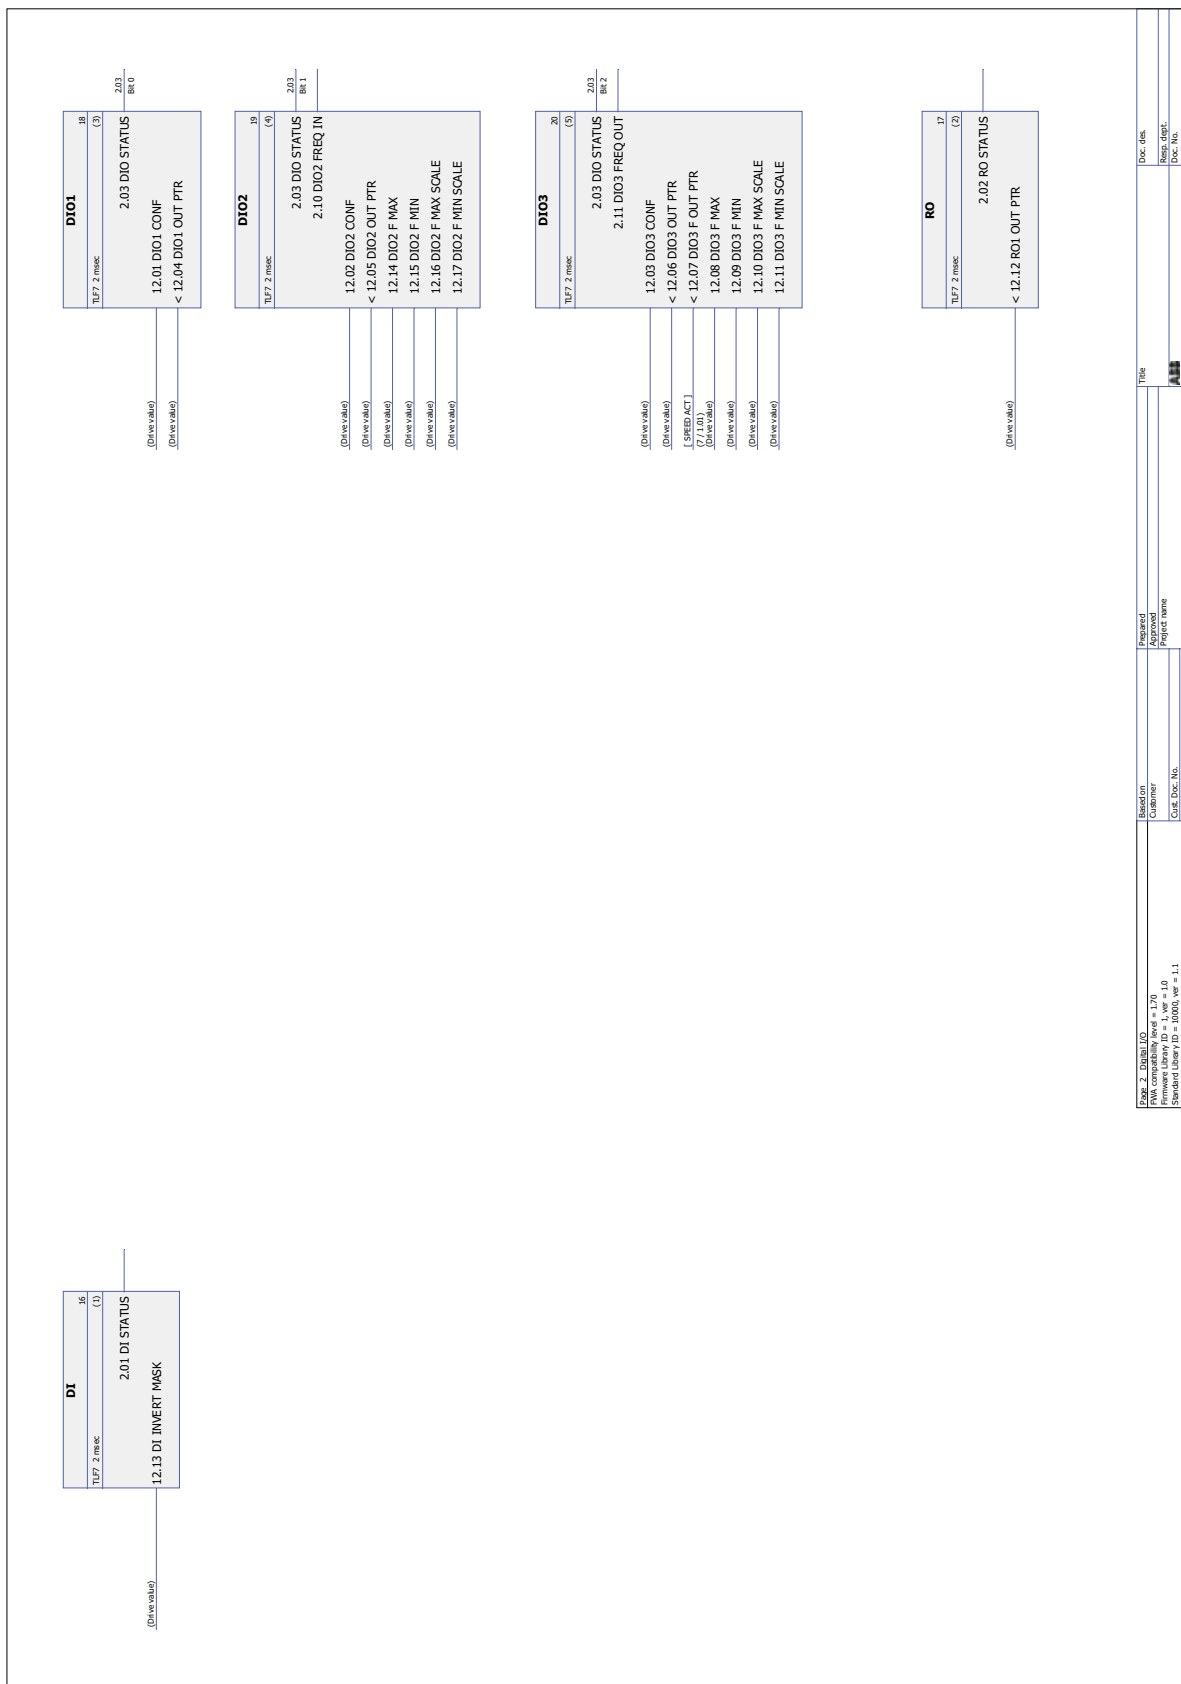 DI
16
TLF7 2 msec
(1)
2.01 DI STATUS
12.13 DI INVERT MASK
(Drive value)
DIO1
18
TLF7 2 msec
(3)
2.03 DIO STATUS
2.03
Bit 0
12.01 DIO1 CONF
(Drive value)
< 12.04 DIO1 OUT PTR
(Drive value)
DIO2
19
TLF7 2 msec
(4)
2.03 DIO STATUS
2.03
Bit 1
2.10 DIO2 FREQ IN
12.02 DIO2 CONF
(Drive value)
< 12.05 DIO2 OUT PTR
(Drive value)
12.14 DIO2 F MAX
(Drive value)
12.15 DIO2 F MIN
(Drive value)
12.16 DIO2 F MAX SCALE
(Drive value)
12.17 DIO2 F MIN SCALE
(Drive value)
DIO3
20
TLF7 2 msec
(5)
2.03 DIO STATUS
2.03
Bit 2
2.11 DIO3 FREQ OUT
12.03 DIO3 CONF
(Drive value)
< 12.06 DIO3 OUT PTR
(Drive value)
< 12.07 DIO3 F OUT PTR
[ SPEED ACT ]
(7 / 1.01)
12.08 DIO3 F MAX
(Drive value)
12.09 DIO3 F MIN
(Drive value)
12.10 DIO3 F MAX SCALE
(Drive value)
12.11 DIO3 F MIN SCALE
(Drive value)
RO
17
TLF7 2 msec
(2)
2.02 RO STATUS
< 12.12 RO1 OUT PTR
(Drive value)
Page 2 Digital I/O
FWA compatibility level = 1.70
Firmware Library ID = 1, ver = 1.0
Standard Library ID = 10000, ver = 1.1
Based on
Customer
Cust. Doc. No.
Prepared
Approved
Project name
Title
ABB
Doc. des.
Resp. dept.
Doc. No.